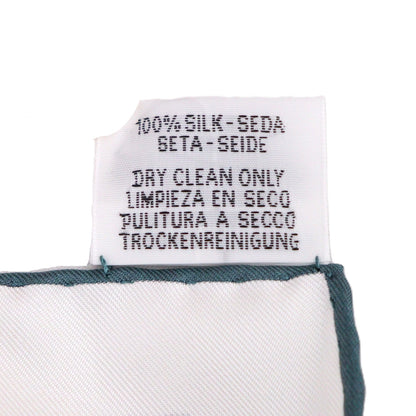 100% SILK-SEDA
SETA-SEIDE
DRY CLEAN ONLY
LIMPIEZA EN SECO
PULITURA A SECCO
TROCKENREINIGUNG